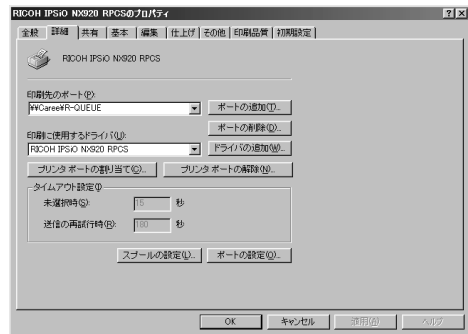 RICOH IPSiO NX920 RPCSのプロパティ
全般 詳細 共有 基本 編集 仕上げ その他 印刷品質 初期設定
RICOH IPSiO NX920 RPCS
印刷先のポート(P):
¥¥Caree¥R-QUEUE
ポートの追加(T)...
ポートの削除(D)...
印刷に使用するドライバ(U):
RICOH IPSiO NX920 RPCS
ドライバの追加(W)...
プリンタ ポートの割り当て(C)...
プリンタ ポートの解除(N)...
タイムアウト設定
未選択時(S): 15 秒
送信の再試行時(R): 180 秒
スプールの設定(L)...
ポートの設定(O)...
OK キャンセル 適用(A) ヘルプ